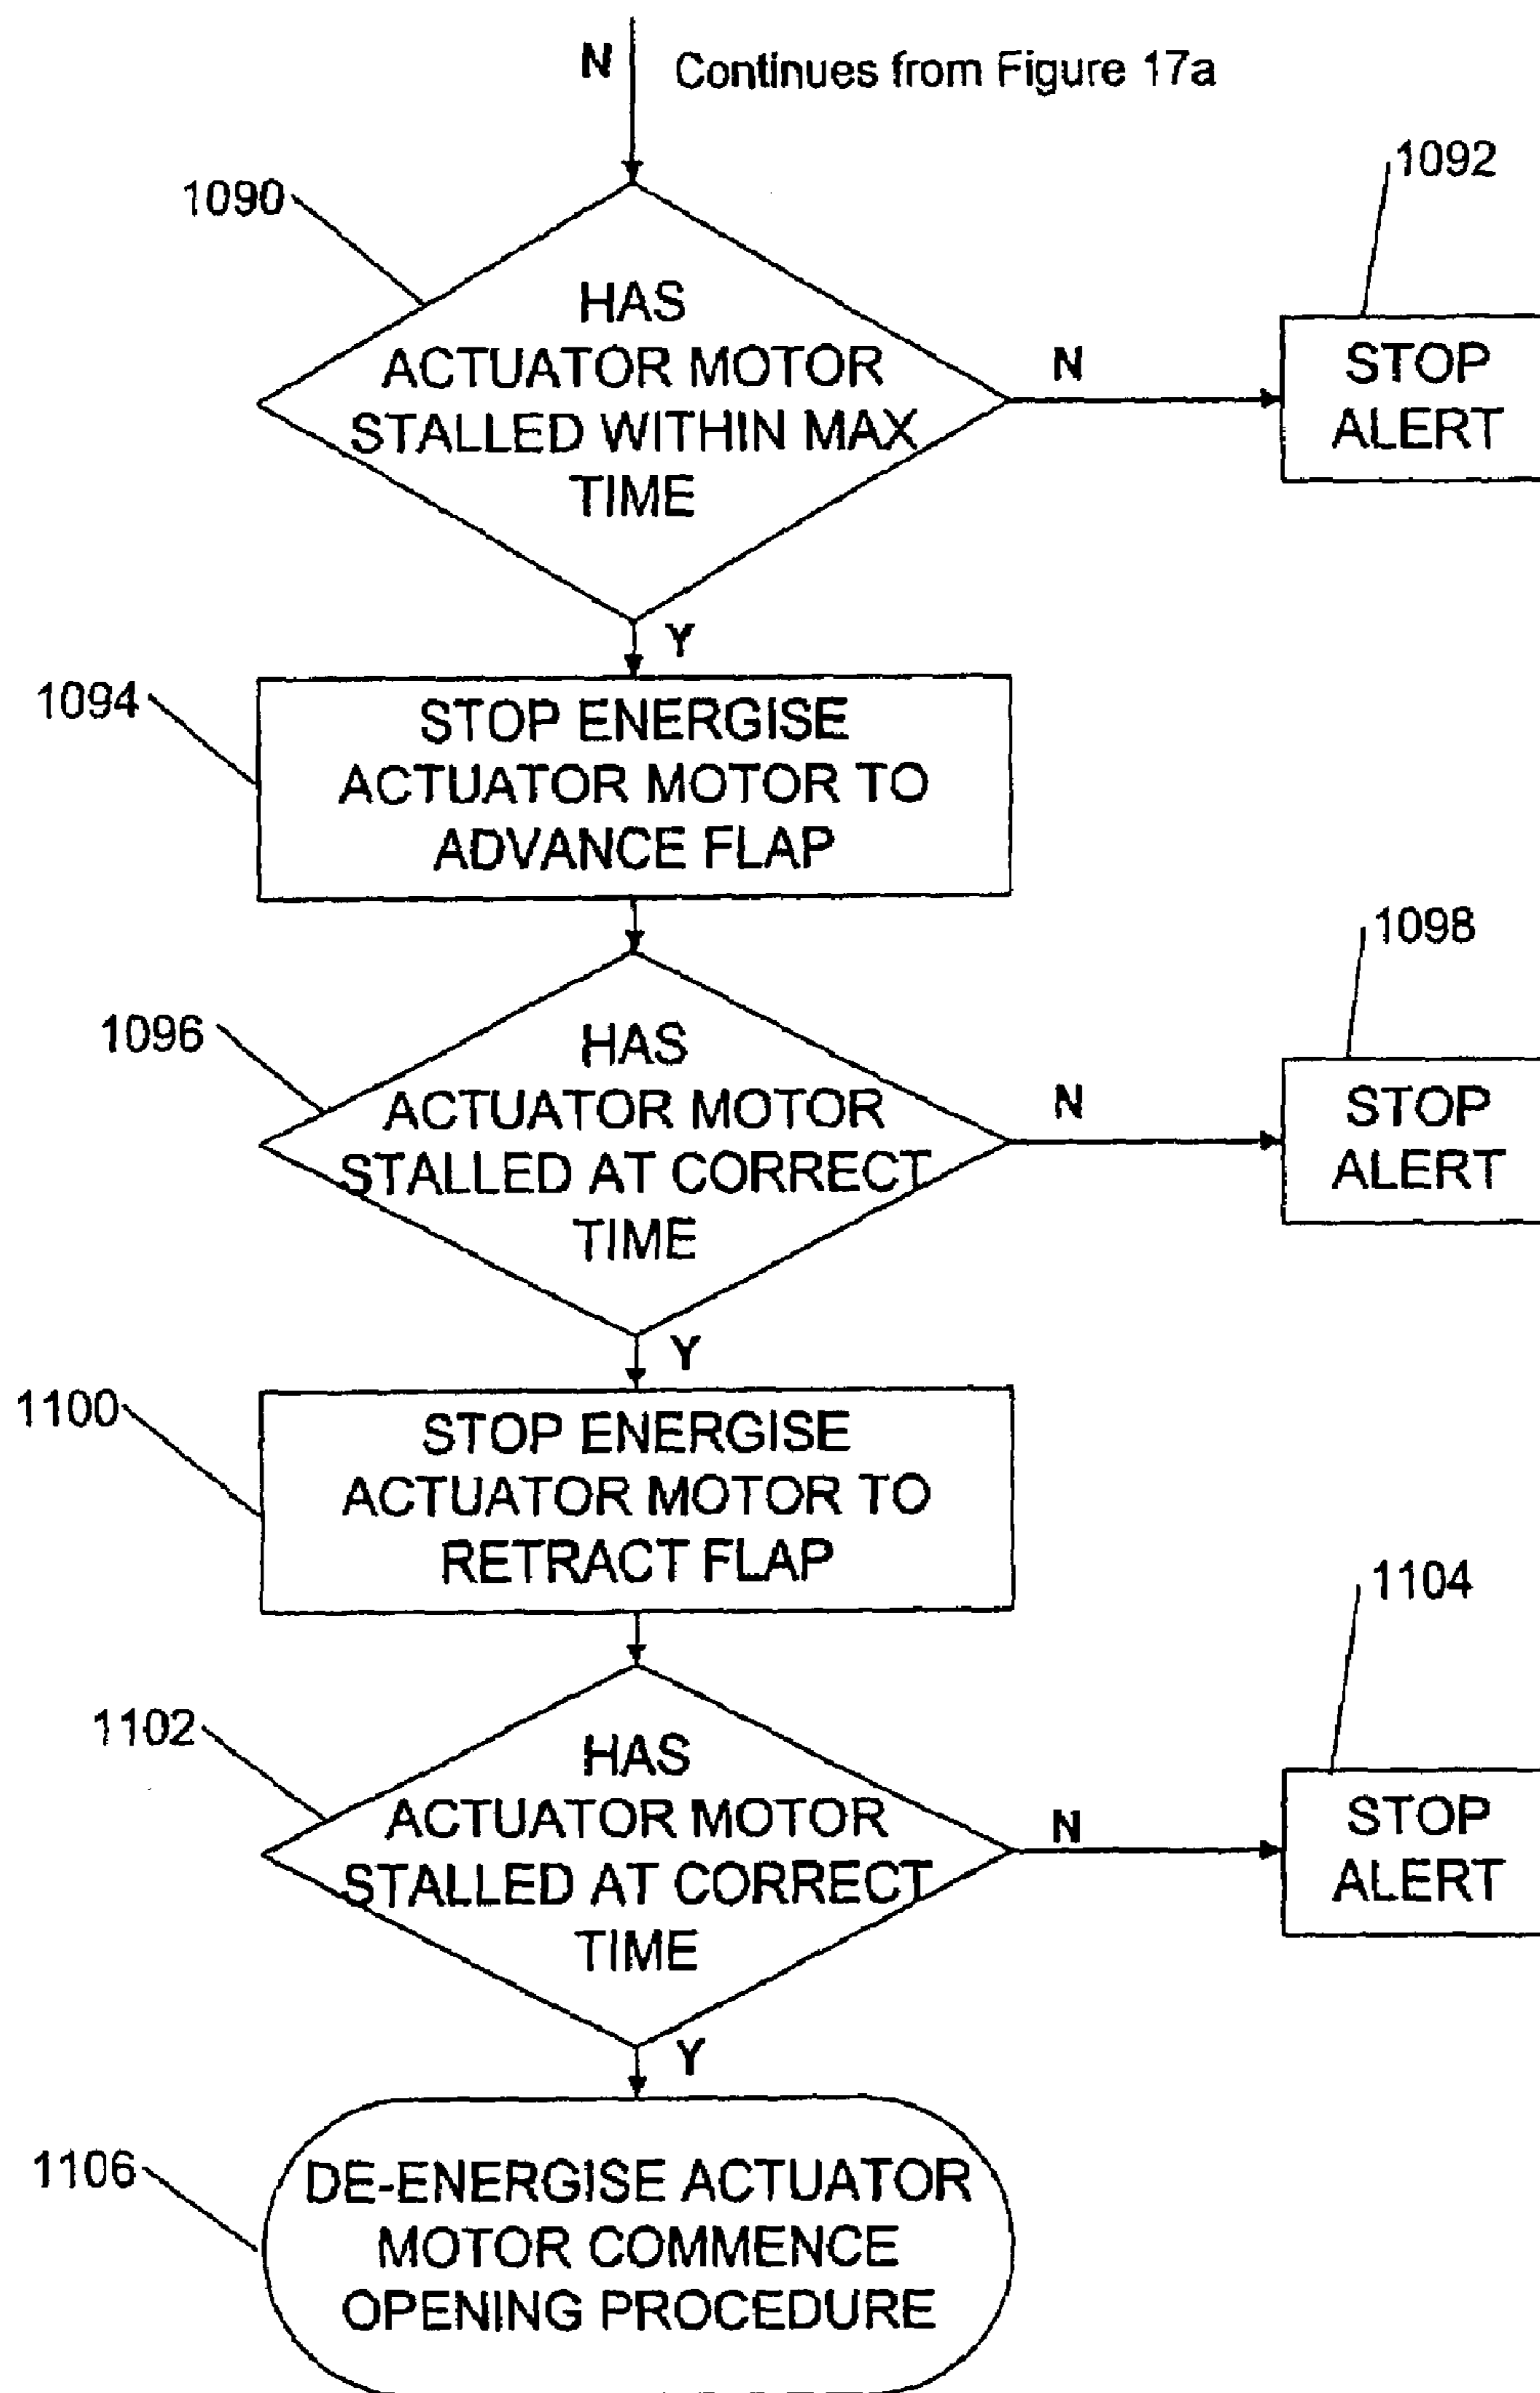 N
Continues from Figure 17a
1090
HAS
ACTUATOR MOTOR
STALLED WITHIN MAX
TIME
N
1092
STOP
ALERT
Y
1094
STOP ENERGISE
ACTUATOR MOTOR TO
ADVANCE FLAP
1096
HAS
ACTUATOR MOTOR
STALLED AT CORRECT
TIME
N
1098
STOP
ALERT
Y
1100
STOP ENERGISE
ACTUATOR MOTOR TO
RETRACT FLAP
1102
HAS
ACTUATOR MOTOR
STALLED AT CORRECT
TIME
N
1104
STOP
ALERT
Y
1106
DE-ENERGISE ACTUATOR
MOTOR COMMENCE
OPENING PROCEDURE